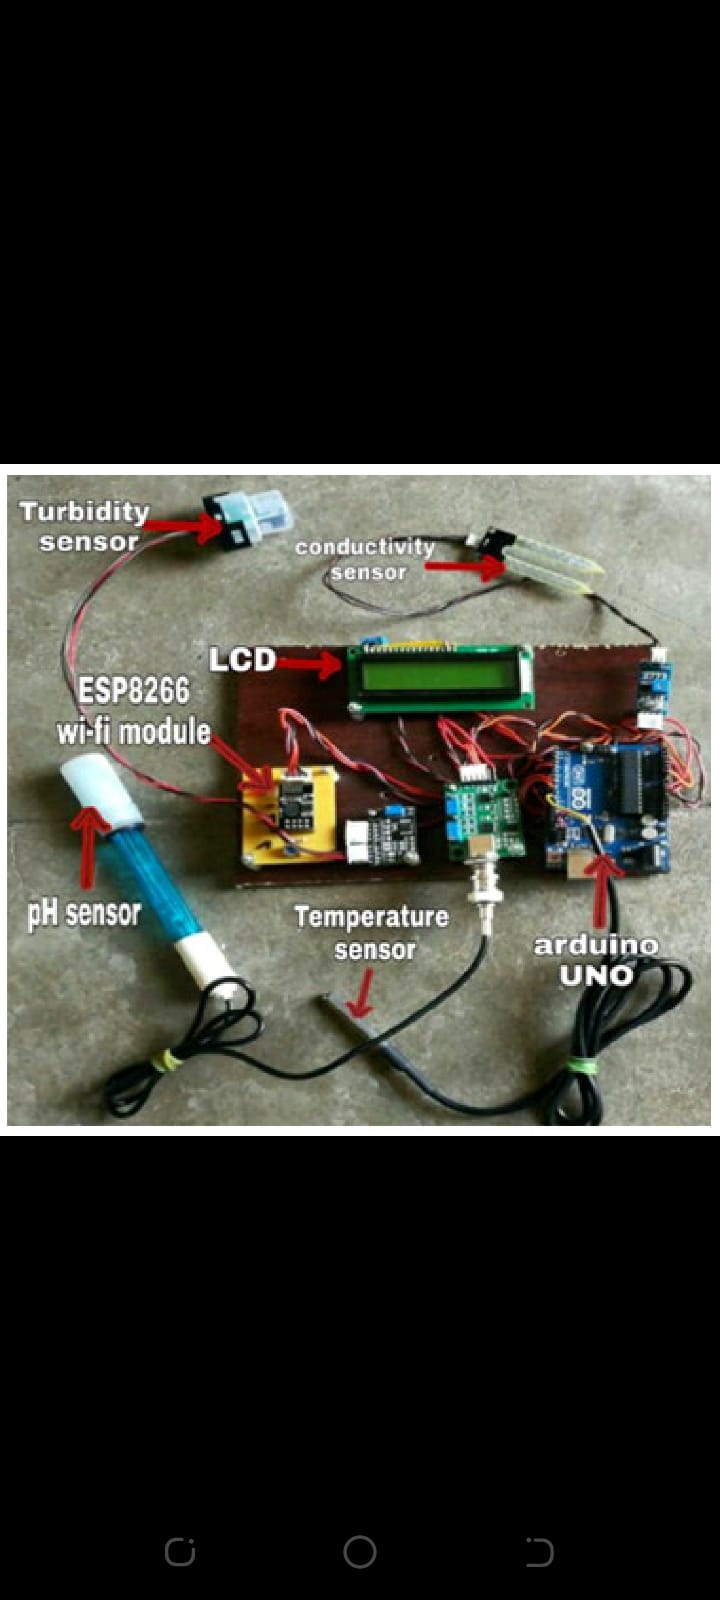 Turbidity
sensor
conductivity
sensor
LCD
ESP8266
wi-fi module
pH sensor
Temperature
sensor
arduino
UNO